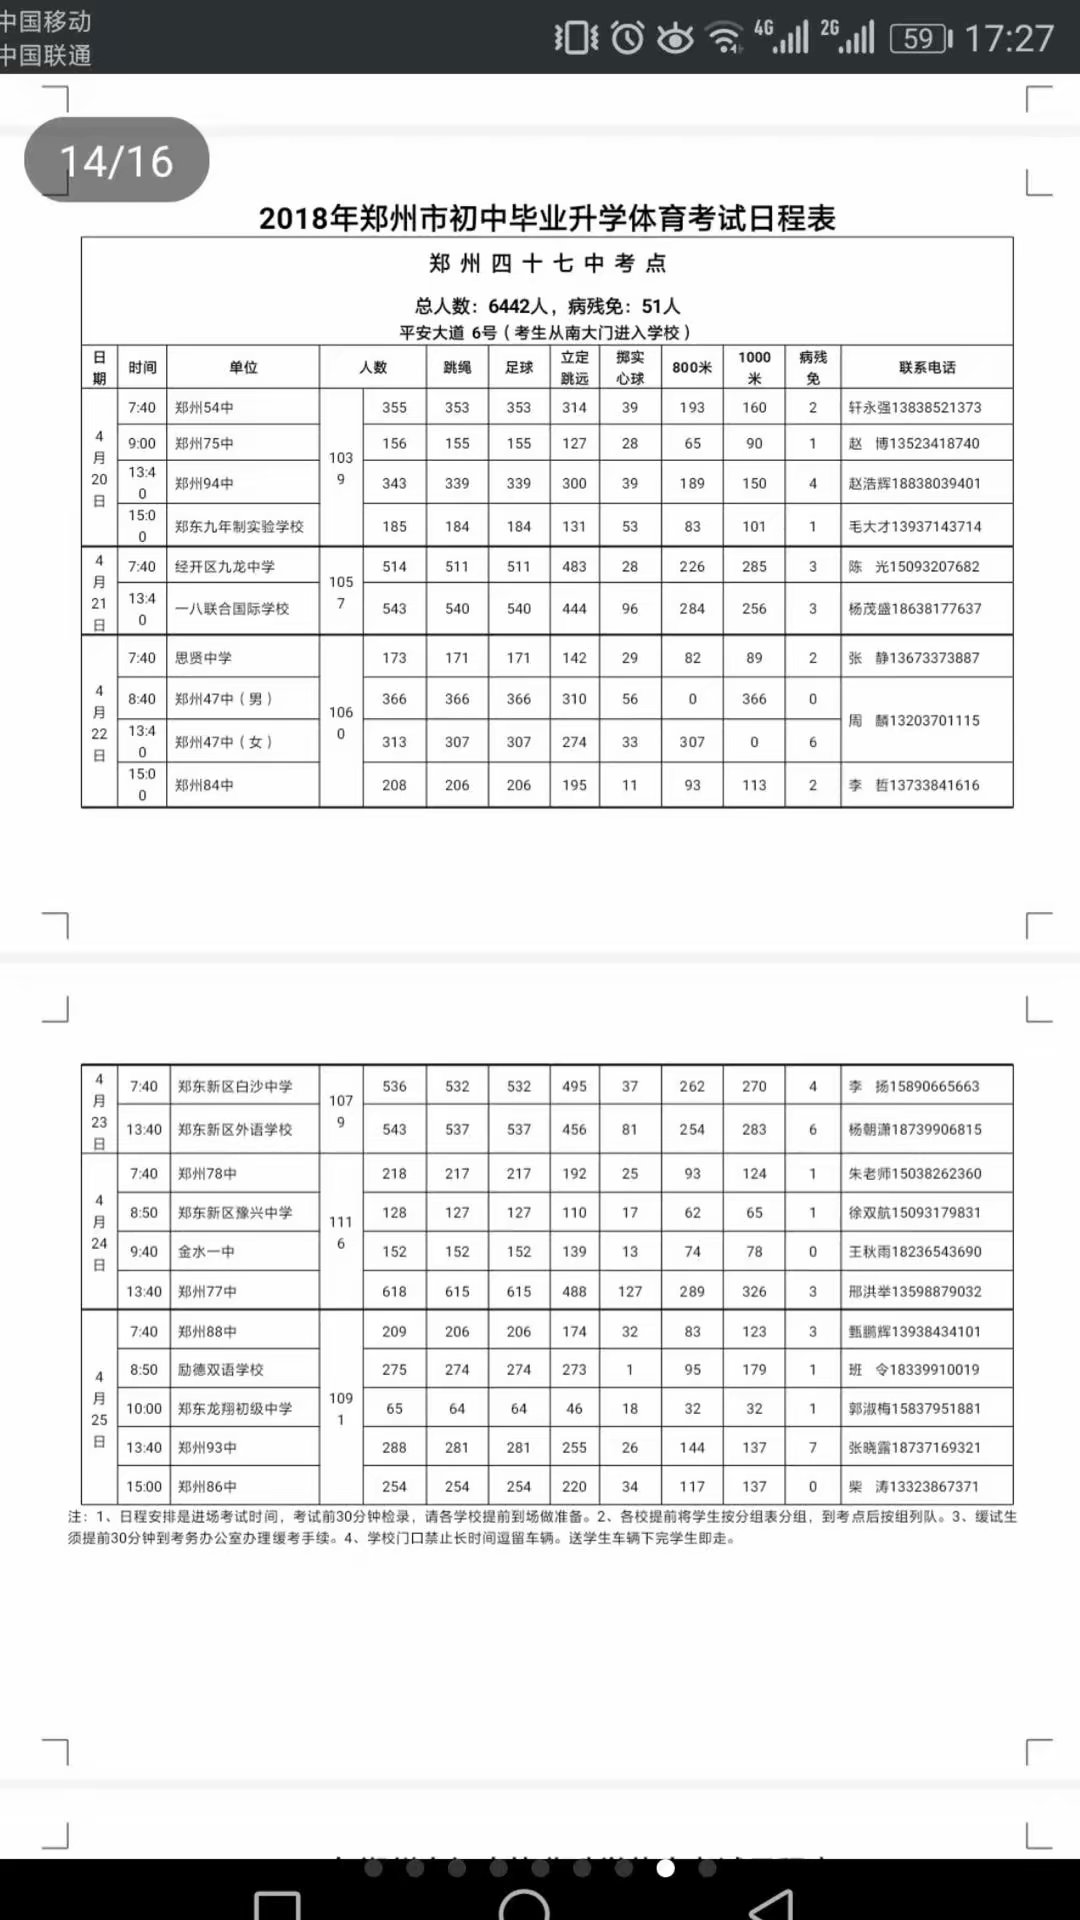 中国移动
中国联通
4G 2G 59 17:27
14/16
2018年郑州市初中毕业升学体育考试日程表
郑州四十七中考点
总人数：6442人，病残免：51人
平安大道 6号（考生从南大门进入学校）
日期 时间 单位 人数 跳绳 足球 立定跳远 掷实心球 800米 1000米 病残免 联系电话
4月20日 7:40 郑州54中 1039 355 353 353 314 39 193 160 2 轩永强13838521373
9:00 郑州75中 156 155 155 127 28 65 90 1 赵 博13523418740
13:40 郑州94中 343 339 339 300 39 189 150 4 赵浩辉18838039401
15:00 郑东九年制实验学校 185 184 184 131 53 83 101 1 毛大才13937143714
4月21日 7:40 经开区九龙中学 1057 514 511 511 483 28 226 285 3 陈 光15093207682
13:40 一八联合国际学校 543 540 540 444 96 284 256 3 杨茂盛18638177637
4月22日 7:40 思贤中学 1060 173 171 171 142 29 82 89 2 张 静13673373887
8:40 郑州47中（男） 366 366 366 310 56 0 366 0 周 麟13203701115
13:40 郑州47中（女） 313 307 307 274 33 307 0 6
15:00 郑州84中 208 206 206 195 11 93 113 2 李 哲13733841616
4月23日 7:40 郑东新区白沙中学 1079 536 532 532 495 37 262 270 4 李 扬15890665663
13:40 郑东新区外语学校 543 537 537 456 81 254 283 6 杨朝潇18739906815
4月24日 7:40 郑州78中 1116 218 217 217 192 25 93 124 1 朱老师15038262360
8:50 郑东新区豫兴中学 128 127 127 110 17 62 65 1 徐双航15093179831
9:40 金水一中 152 152 152 139 13 74 78 0 王秋雨18236543690
13:40 郑州77中 618 615 615 488 127 289 326 3 邢洪举13598879032
4月25日 7:40 郑州88中 1091 209 206 206 174 32 83 123 3 甄鹏辉13938434101
8:50 励德双语学校 275 274 274 273 1 95 179 1 班 令18339910019
10:00 郑东龙翔初级中学 65 64 64 46 18 32 32 1 郭淑梅15837951881
13:40 郑州93中 288 281 281 255 26 144 137 7 张晓露18737169321
15:00 郑州86中 254 254 254 220 34 117 137 0 柴 涛13323867371
注：1、日程安排是进场考试时间，考试前30分钟检录，请各学校提前到场做准备。2、各校提前将学生按分组表分组，到考点后按组列队。3、缓试生
须提前30分钟到考务办公室办理缓考手续。4、学校门口禁止长时间逗留车辆。送学生车辆下完学生即走。